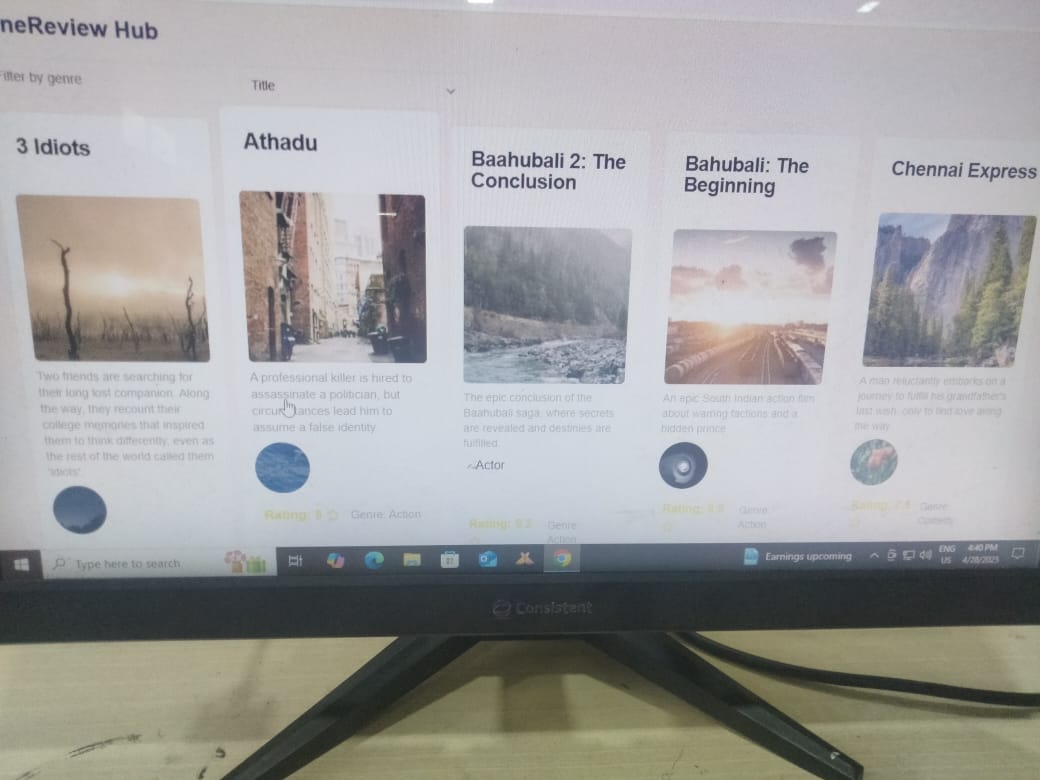 neReview Hub
Filter by genre
Title
3 Idiots
Two friends are searching for
their long lost companion. Along
the way, they recount their
college memories that inspired
them to think differently, even as
the rest of the world called them
"idiots".
Athadu
A professional killer is hired to
assassinate a politician, but
circu ances lead him to
assume a false identity.
Rating: 8 ☆ Genre: Action
Baahubali 2: The
Conclusion
The epic conclusion of the
Baahubali saga, where secrets
are revealed and destinies are
fulfilled.
Actor
Rating: 8.2 Genre:
Action
Bahubali: The
Beginning
An epic South Indian action film
about warring factions and a
hidden prince.
Rating: Genre:
☆ Action
Chennai Express
A man reluctantly embarks on a
journey to fulfill his grandfather's
last wish, only to find love along
the way.
Rating: Genre:
☆ Comedy
Type here to search
Earnings upcoming
ENG
US
4:40 PM
4/28/2025
Consistent